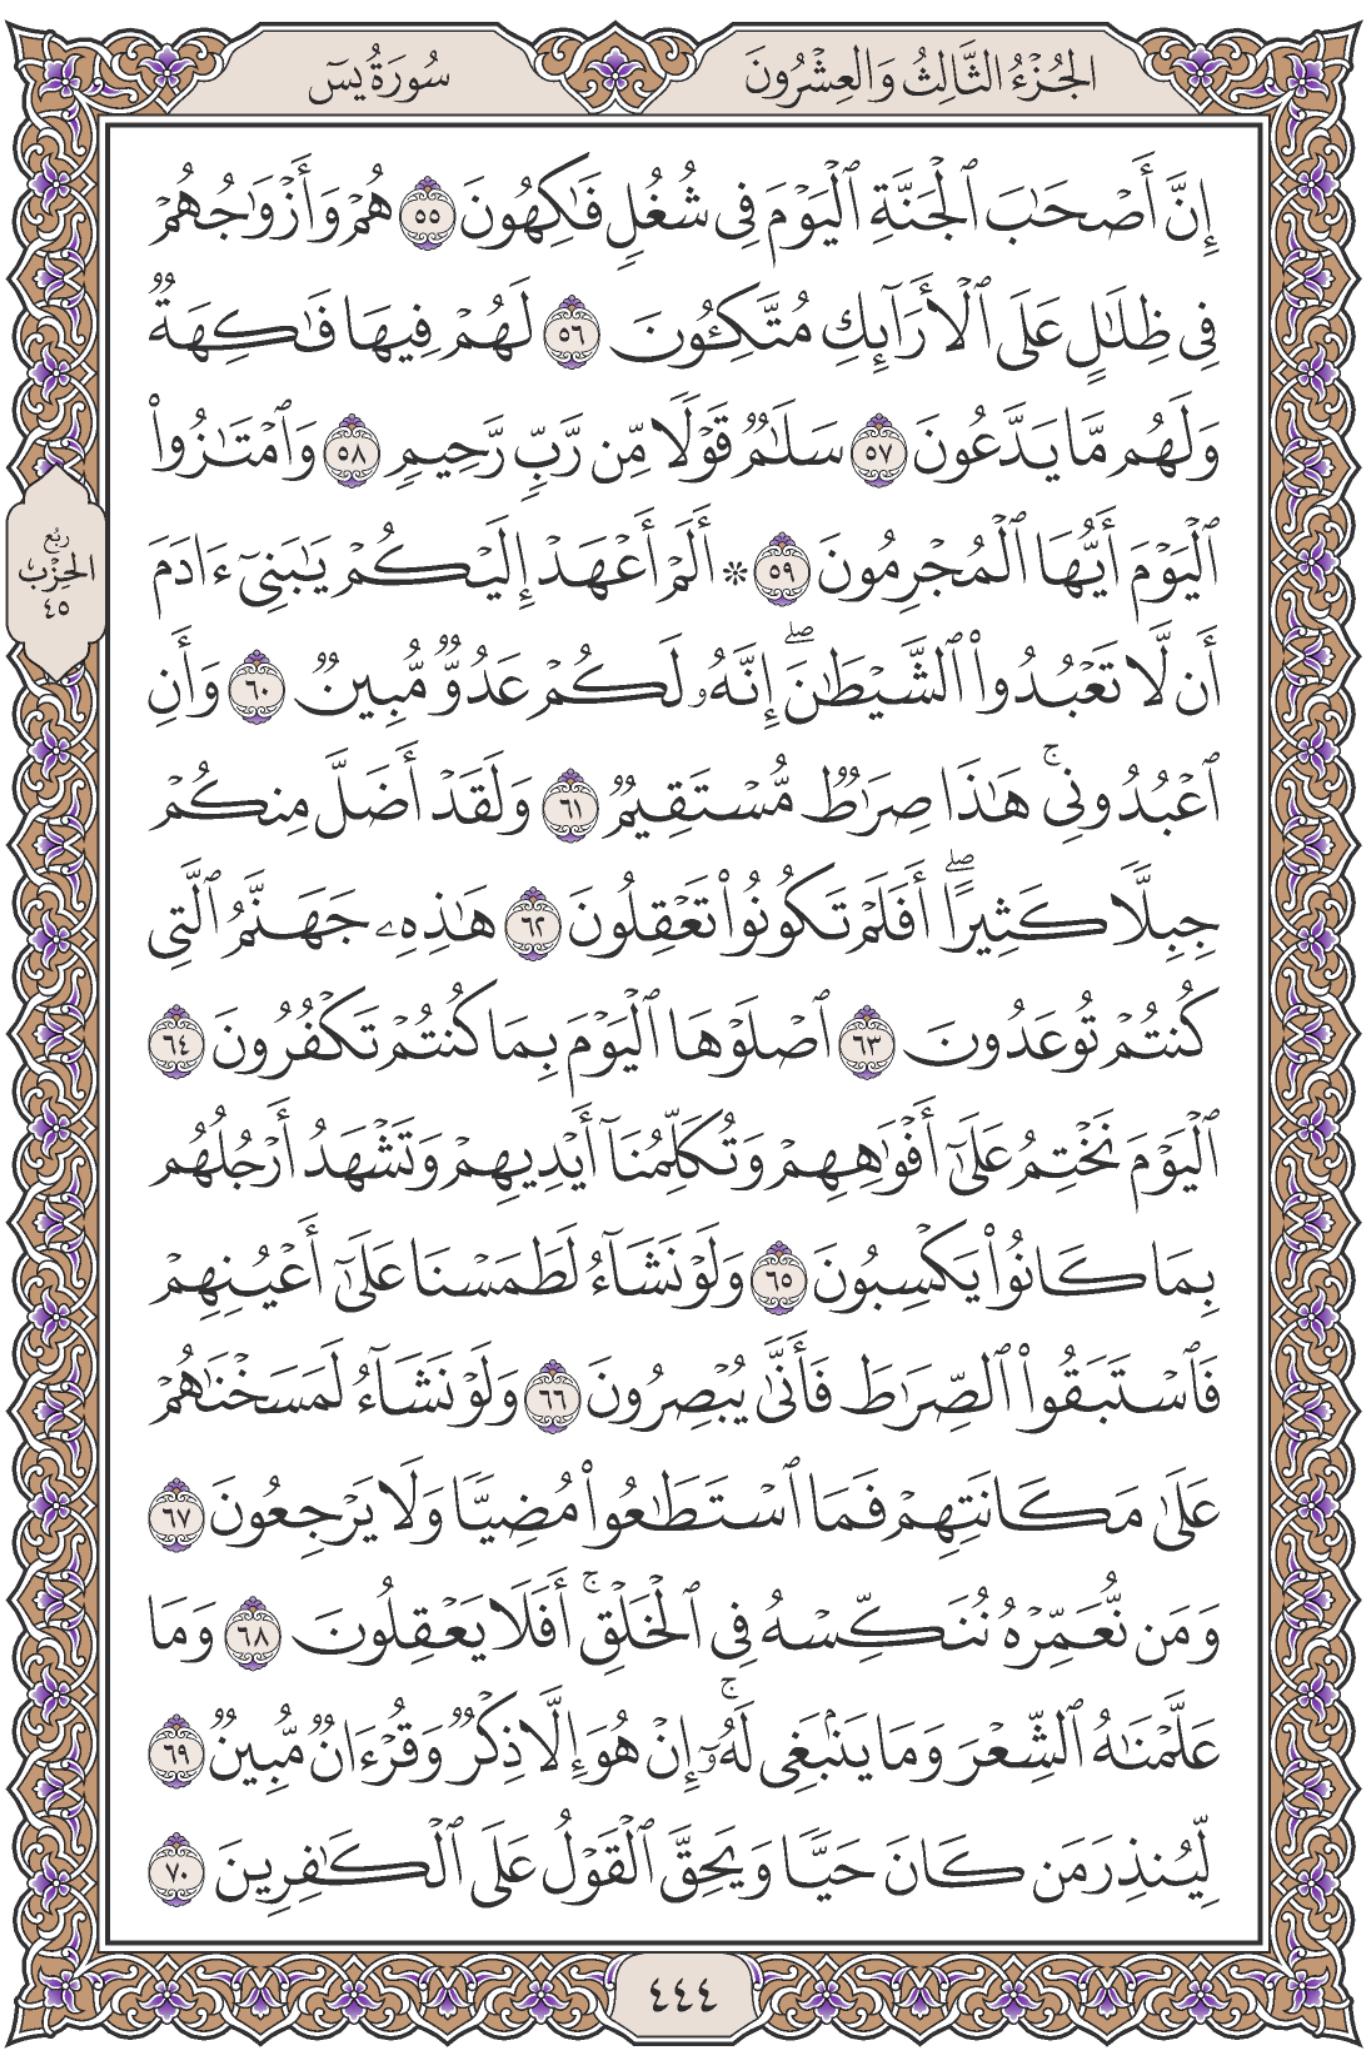 الجُزْءُ الثَّالِثُ وَالعِشْرُونَ
سُورَةُ يسٓ
إِنَّ أَصْحَٰبَ ٱلْجَنَّةِ ٱلْيَوْمَ فِى شُغُلٍ فَٰكِهُونَ ٥٥ هُمْ وَأَزْوَٰجُهُمْ
فِى ظِلَٰلٍ عَلَى ٱلْأَرَآئِكِ مُتَّكِـُٔونَ ٥٦ لَهُمْ فِيهَا فَٰكِهَةٌ
وَلَهُم مَّا يَدَّعُونَ ٥٧ سَلَٰمٌ قَوْلًا مِّن رَّبٍّ رَّحِيمٍ ٥٨ وَٱمْتَٰزُوا۟
ٱلْيَوْمَ أَيُّهَا ٱلْمُجْرِمُونَ ٥٩ * أَلَمْ أَعْهَدْ إِلَيْكُمْ يَٰبَنِىٓ ءَادَمَ
رُبع
الحِزْب
٤٥
أَن لَّا تَعْبُدُوا۟ ٱلشَّيْطَٰنَ ۖ إِنَّهُۥ لَكُمْ عَدُوٌّ مُّبِينٌ ٦٠ وَأَنِ
ٱعْبُدُونِى ۚ هَٰذَا صِرَٰطٌ مُّسْتَقِيمٌ ٦١ وَلَقَدْ أَضَلَّ مِنكُمْ
جِبِلًّا كَثِيرًا ۖ أَفَلَمْ تَكُونُوا۟ تَعْقِلُونَ ٦٢ هَٰذِهِۦ جَهَنَّمُ ٱلَّتِى
كُنتُمْ تُوعَدُونَ ٦٣ ٱصْلَوْهَا ٱلْيَوْمَ بِمَا كُنتُمْ تَكْفُرُونَ ٦٤
ٱلْيَوْمَ نَخْتِمُ عَلَىٰٓ أَفْوَٰهِهِمْ وَتُكَلِّمُنَآ أَيْدِيهِمْ وَتَشْهَدُ أَرْجُلُهُم
بِمَا كَانُوا۟ يَكْسِبُونَ ٦٥ وَلَوْ نَشَآءُ لَطَمَسْنَا عَلَىٰٓ أَعْيُنِهِمْ
فَٱسْتَبَقُوا۟ ٱلصِّرَٰطَ فَأَنَّىٰ يُبْصِرُونَ ٦٦ وَلَوْ نَشَآءُ لَمَسَخْنَٰهُمْ
عَلَىٰ مَكَانَتِهِمْ فَمَا ٱسْتَطَٰعُوا۟ مُضِيًّا وَلَا يَرْجِعُونَ ٦٧
وَمَن نُّعَمِّرْهُ نُنَكِّسْهُ فِى ٱلْخَلْقِ ۚ أَفَلَا يَعْقِلُونَ ٦٨ وَمَا
عَلَّمْنَٰهُ ٱلشِّعْرَ وَمَا يَنۢبَغِى لَهُۥٓ ۚ إِنْ هُوَ إِلَّا ذِكْرٌ وَقُرْءَانٌ مُّبِينٌ ٦٩
لِّيُنذِرَ مَن كَانَ حَيًّا وَيَحِقَّ ٱلْقَوْلُ عَلَى ٱلْكَٰفِرِينَ ٧٠
٤٤٤